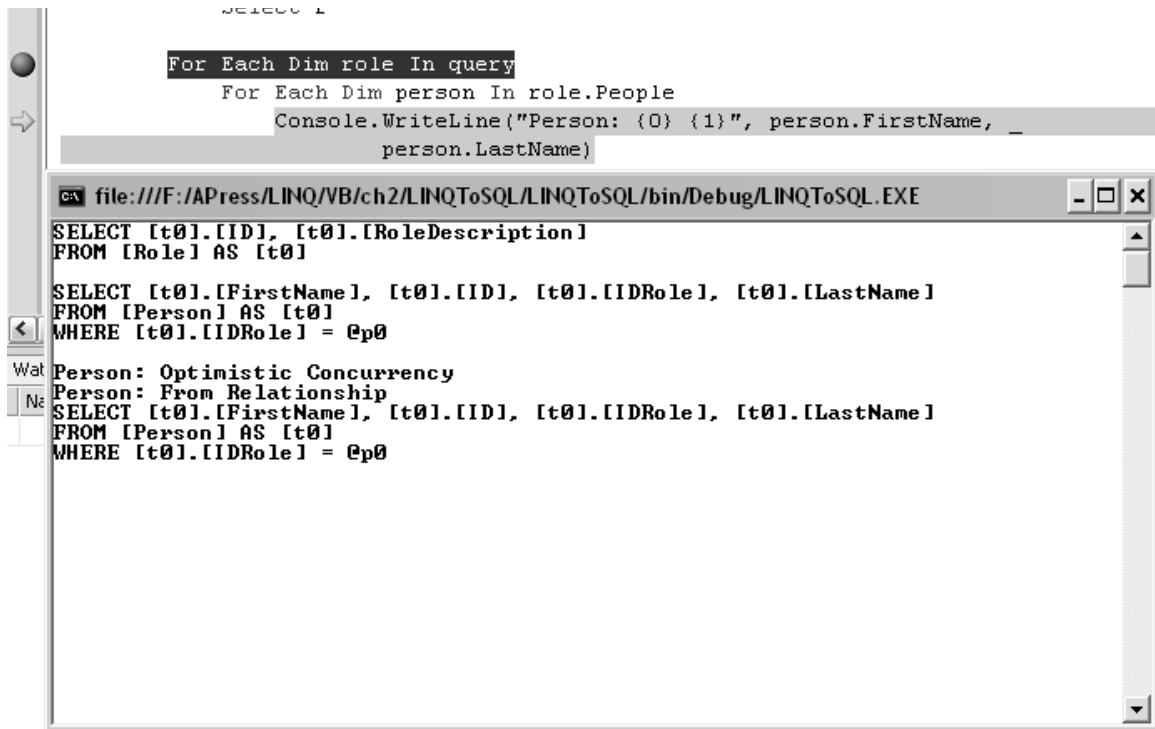 For Each Dim role In query
For Each Dim person In role.People
Console.WriteLine("Person: {0} {1}", person.FirstName, _
person.LastName)
file:///F:/APress/LINQ/VB/ch2/LINQToSQL/LINQToSQL/bin/Debug/LINQToSQL.EXE
SELECT [t0].[ID], [t0].[RoleDescription]
FROM [Role] AS [t0]
SELECT [t0].[FirstName], [t0].[ID], [t0].[IDRole], [t0].[LastName]
FROM [Person] AS [t0]
WHERE [t0].[IDRole] = @p0
Person: Optimistic Concurrency
Person: From Relationship
SELECT [t0].[FirstName], [t0].[ID], [t0].[IDRole], [t0].[LastName]
FROM [Person] AS [t0]
WHERE [t0].[IDRole] = @p0
Wat
Na